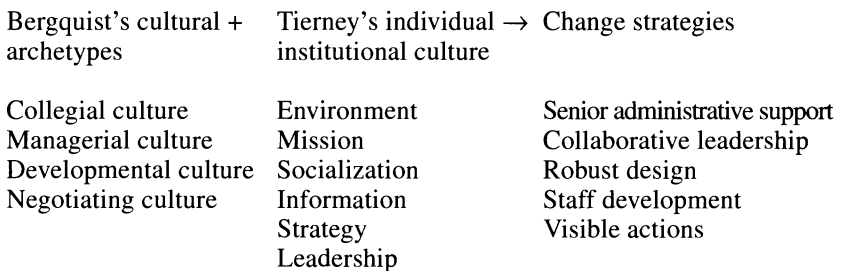 Bergquist’s cultural + Tierney’s individual → Change strategies
archetypes institutional culture
Collegial culture Environment Senior administrative support
Managerial culture Mission Collaborative leadership
Developmental culture Socialization Robust design
Negotiating culture Information Staff development
Strategy Visible actions
Leadership